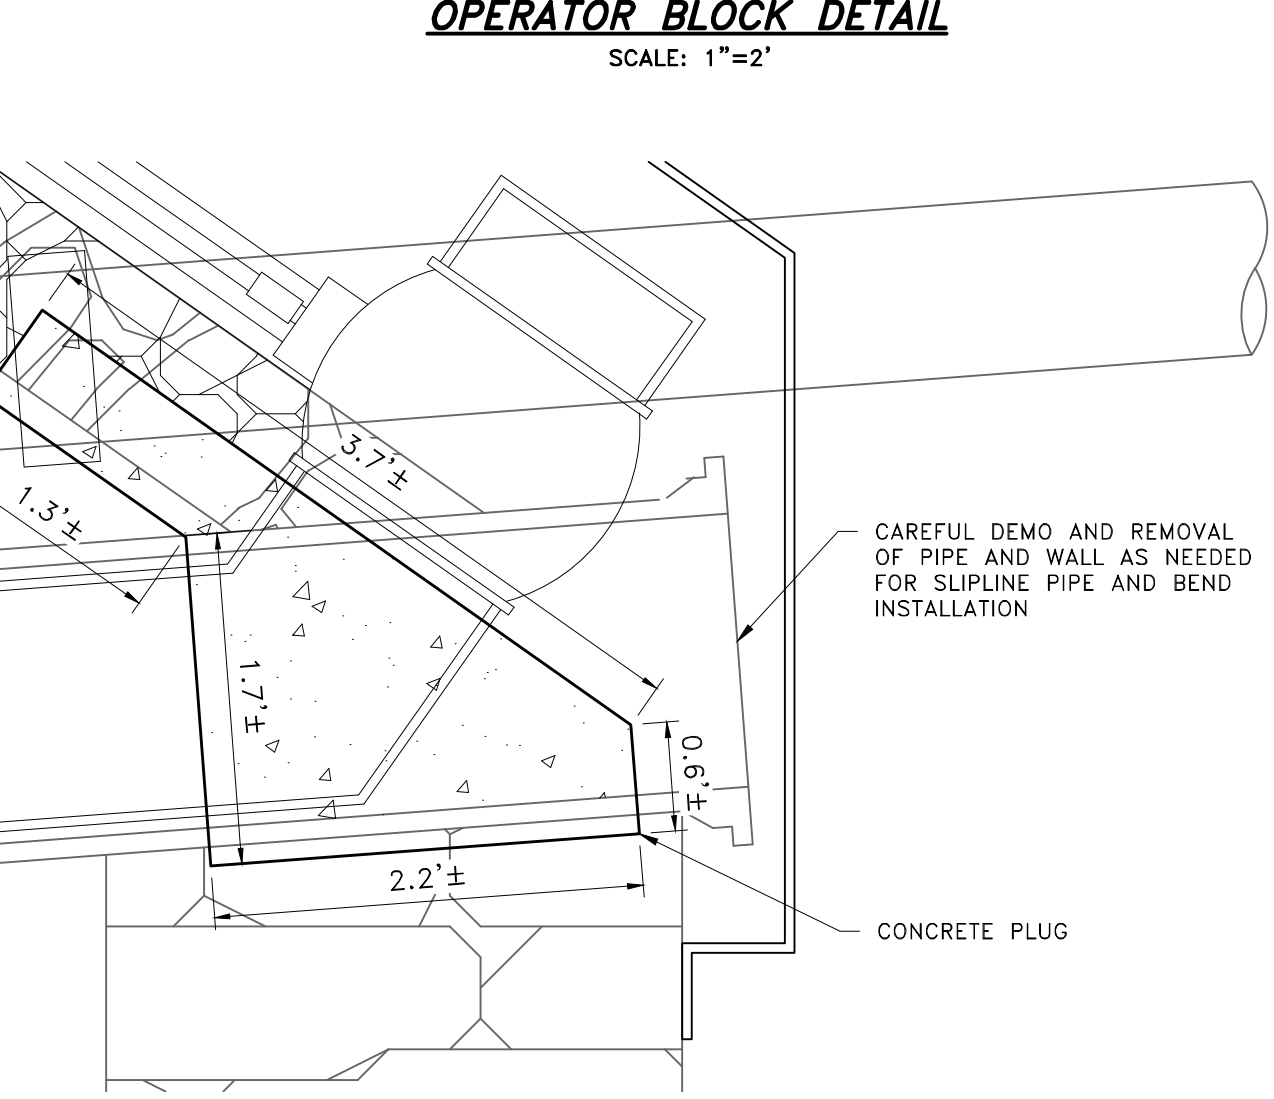 OPERATOR BLOCK DETAIL
SCALE: 1"=2'
3.7'±
1.3'±
CAREFUL DEMO AND REMOVAL
OF PIPE AND WALL AS NEEDED
FOR SLIPLINE PIPE AND BEND
INSTALLATION
1.7'±
0.6'±
2.2'±
CONCRETE PLUG